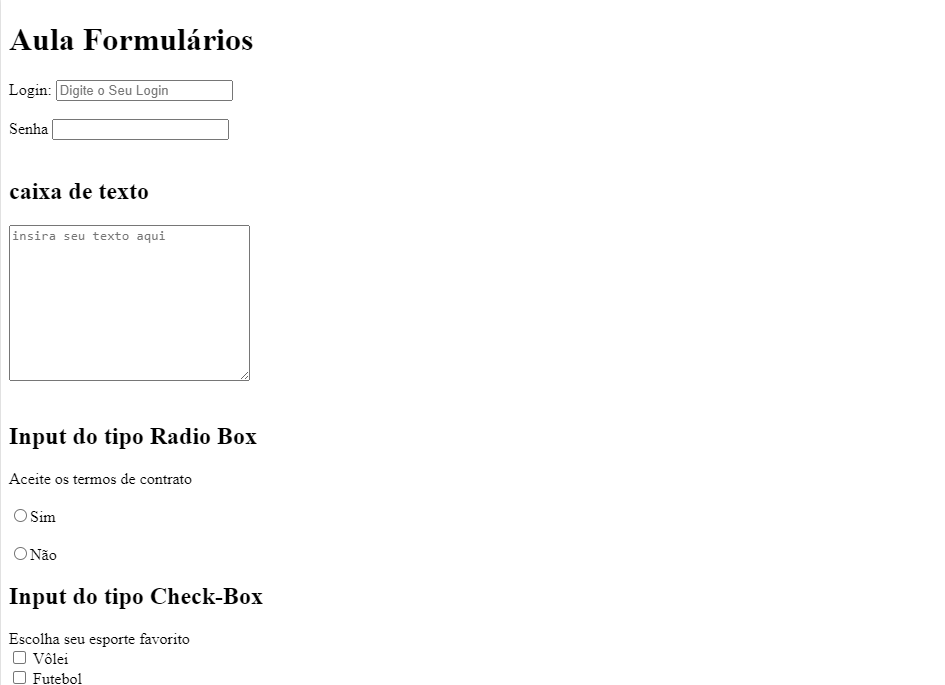 Aula Formulários
Login: Digite o Seu Login
Senha
caixa de texto
insira seu texto aqui
Input do tipo Radio Box
Aceite os termos de contrato
Sim
Não
Input do tipo Check-Box
Escolha seu esporte favorito
Vôlei
Futebol